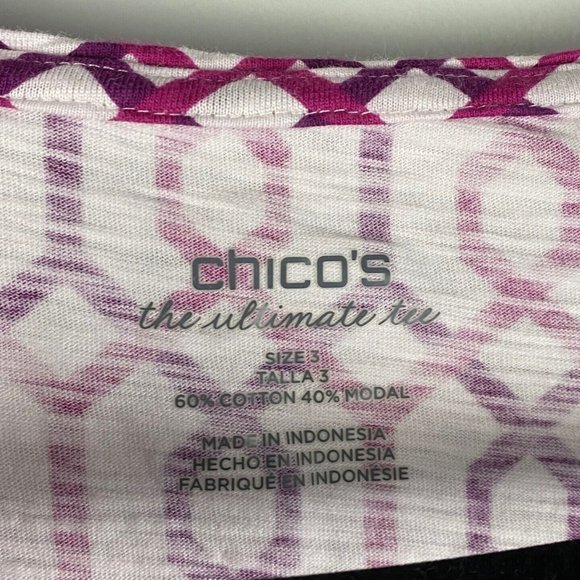 chico's
the ultimate tee
SIZE 3
TALLA 3
60% COTTON 40% MODAL
MADE IN INDONESIA
HECHO EN INDONESIA
FABRIQUÉ EN INDONÉSIE